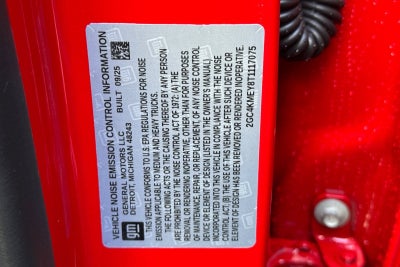 VEHICLE NOISE EMISSION CONTROL INFORMATION
BUILT 09/25
GENERAL MOTORS LLC
DETROIT, MICHIGAN 48243
gm
THIS VEHICLE CONFORMS TO U.S. EPA REGULATIONS FOR NOISE
EMISSION APPLICABLE TO MEDIUM AND HEAVY TRUCKS.
THE FOLLOWING ACTS OR THE CAUSING THEREOF BY ANY PERSON
ARE PROHIBITED BY THE NOISE CONTROL ACT OF 1972: (A) THE
REMOVAL OR RENDERING INOPERATIVE, OTHER THAN FOR PURPOSES
OF MAINTENANCE, REPAIR, OR REPLACEMENT, OF ANY NOISE CONTROL
DEVICE OR ELEMENT OF DESIGN (LISTED IN THE OWNER'S MANUAL)
INCORPORATED INTO THIS VEHICLE IN COMPLIANCE WITH THE NOISE
CONTROL ACT; (B) THE USE OF THIS VEHICLE AFTER SUCH DEVICE OR
ELEMENT OF DESIGN HAS BEEN REMOVED OR RENDERED INOPERATIVE.
2GC4KMEY8T1117075